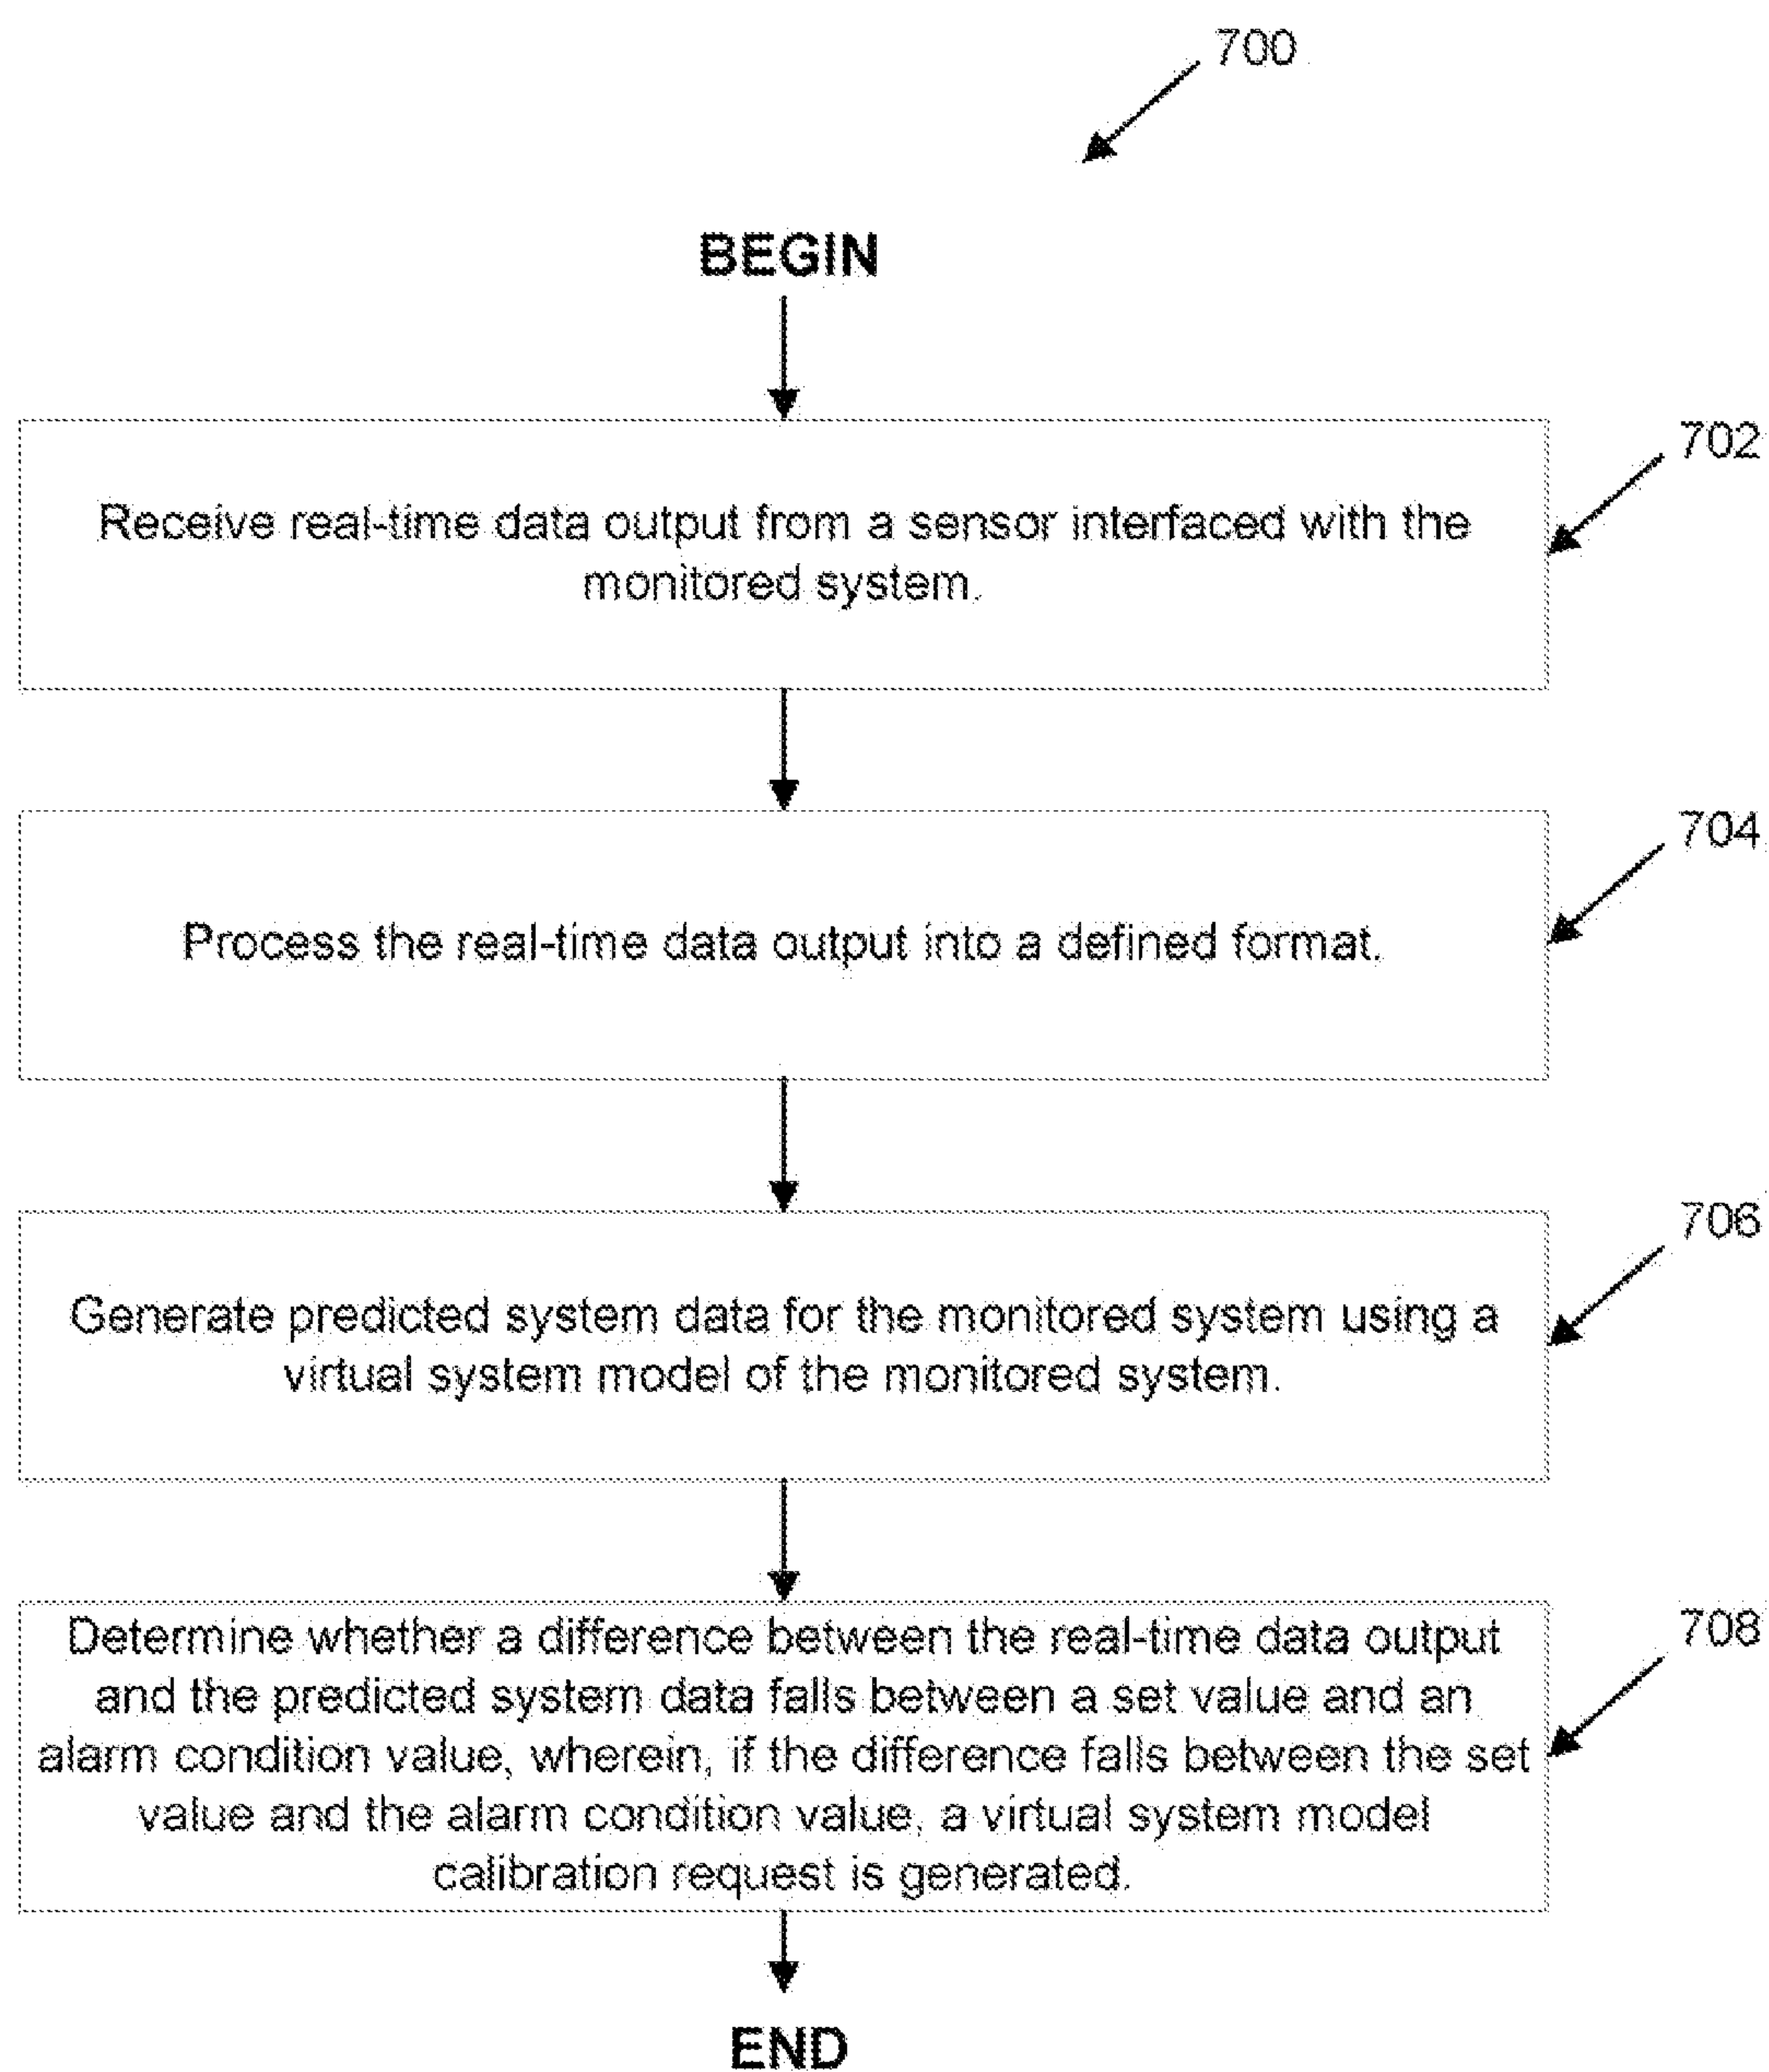 700
BEGIN
702
Receive real-time data output from a sensor interfaced with the
monitored system.
704
Process the real-time data output into a defined format.
706
Generate predicted system data for the monitored system using a
virtual system model of the monitored system.
708
Determine whether a difference between the real-time data output
and the predicted system data falls between a set value and an
alarm condition value, wherein, if the difference falls between the set
value and the alarm condition value, a virtual system model
calibration request is generated.
END